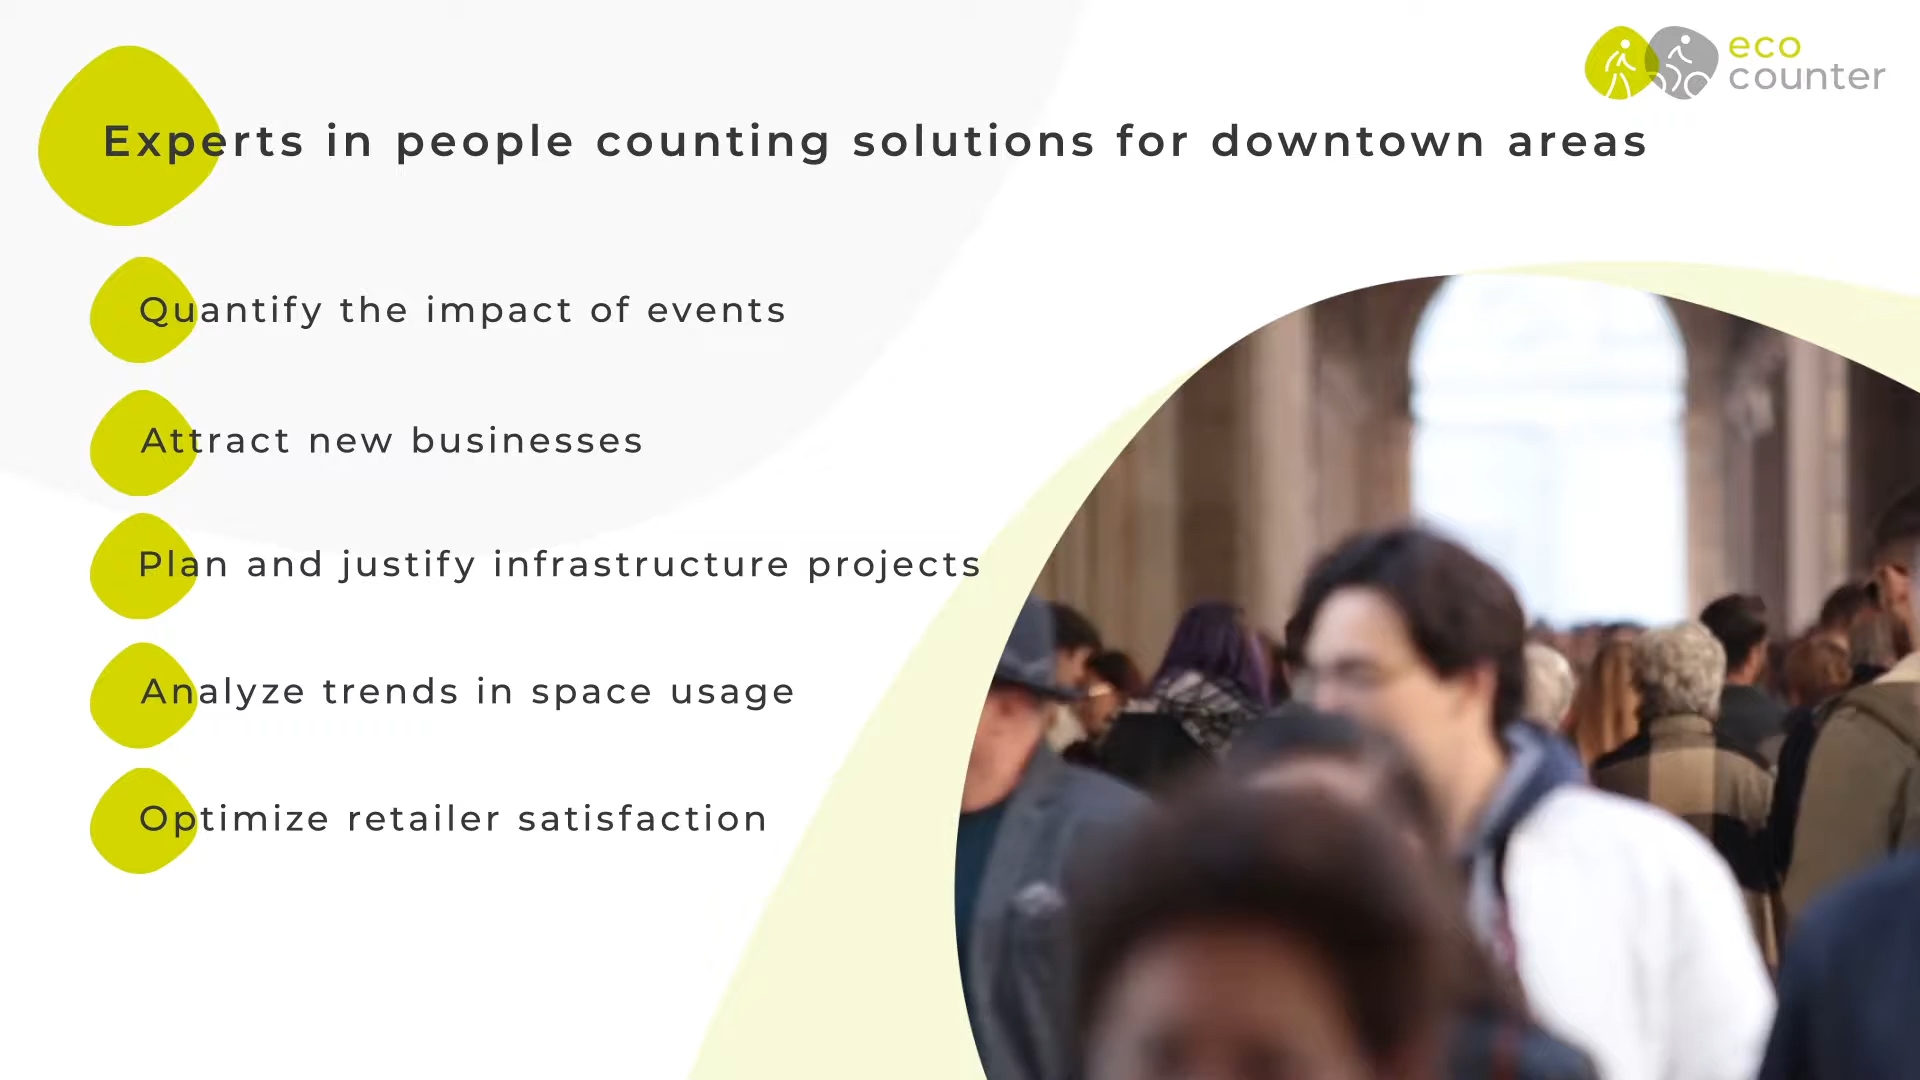 eco
counter
Experts in people counting solutions for downtown areas
Quantify the impact of events
Attract new businesses
Plan and justify infrastructure projects
Analyze trends in space usage
Optimize retailer satisfaction